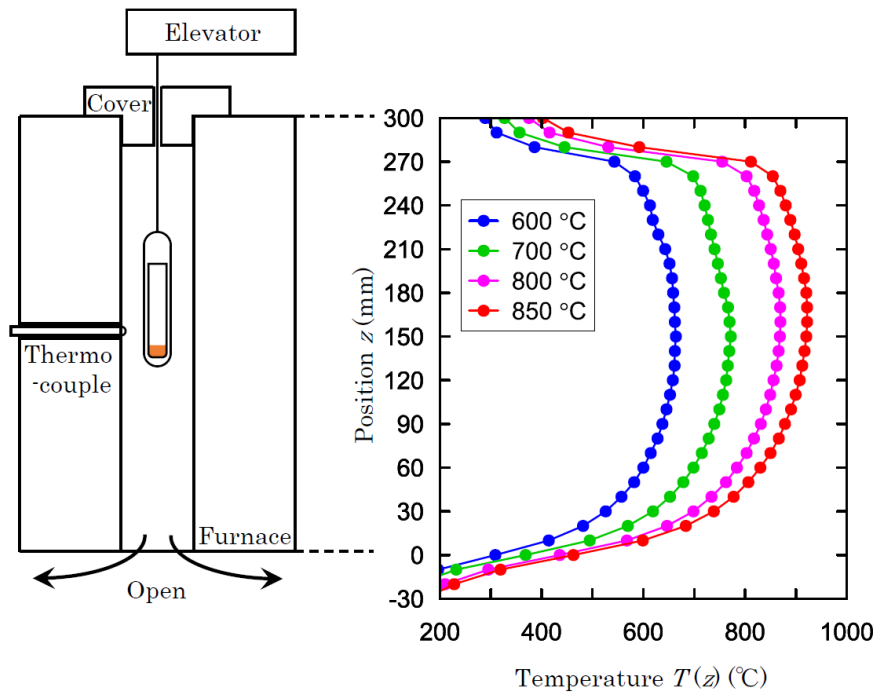 Elevator
Cover
Thermo
-couple
Furnace
Open
300
270
240
210
180
150
120
90
60
30
0
-30
Position z (mm)
600 °C
700 °C
800 °C
850 °C
200
400
600
800
1000
Temperature T(z) (℃)